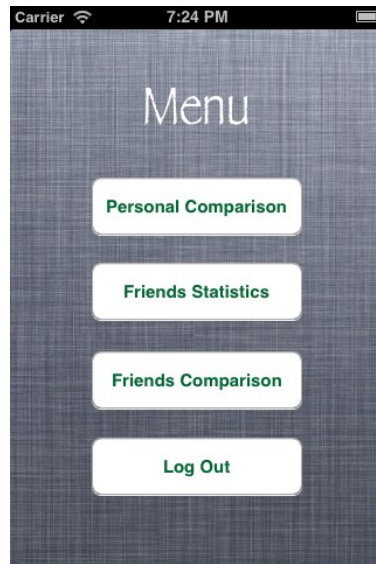 Carrier 7:24 PM
Menu
Personal Comparison
Friends Statistics
Friends Comparison
Log Out